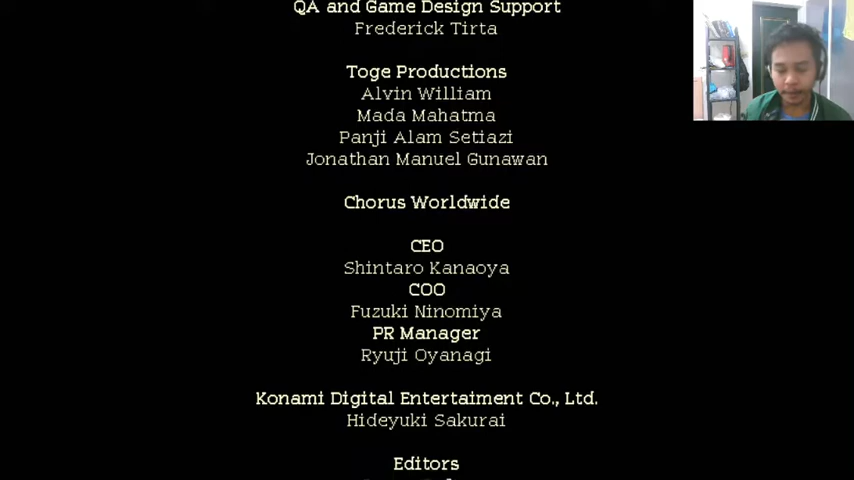 QA and Game Design Support
Frederick Tirta
Toge Productions
Alvin William
Mada Mahatma
Panji Alam Setiazi
Jonathan Manuel Gunawan
Chorus Worldwide
CEO
Shintaro Kanaoya
COO
Fuzuki Ninomiya
PR Manager
Ryuji Oyanagi
Konami Digital Entertaiment Co., Ltd.
Hideyuki Sakurai
Editors